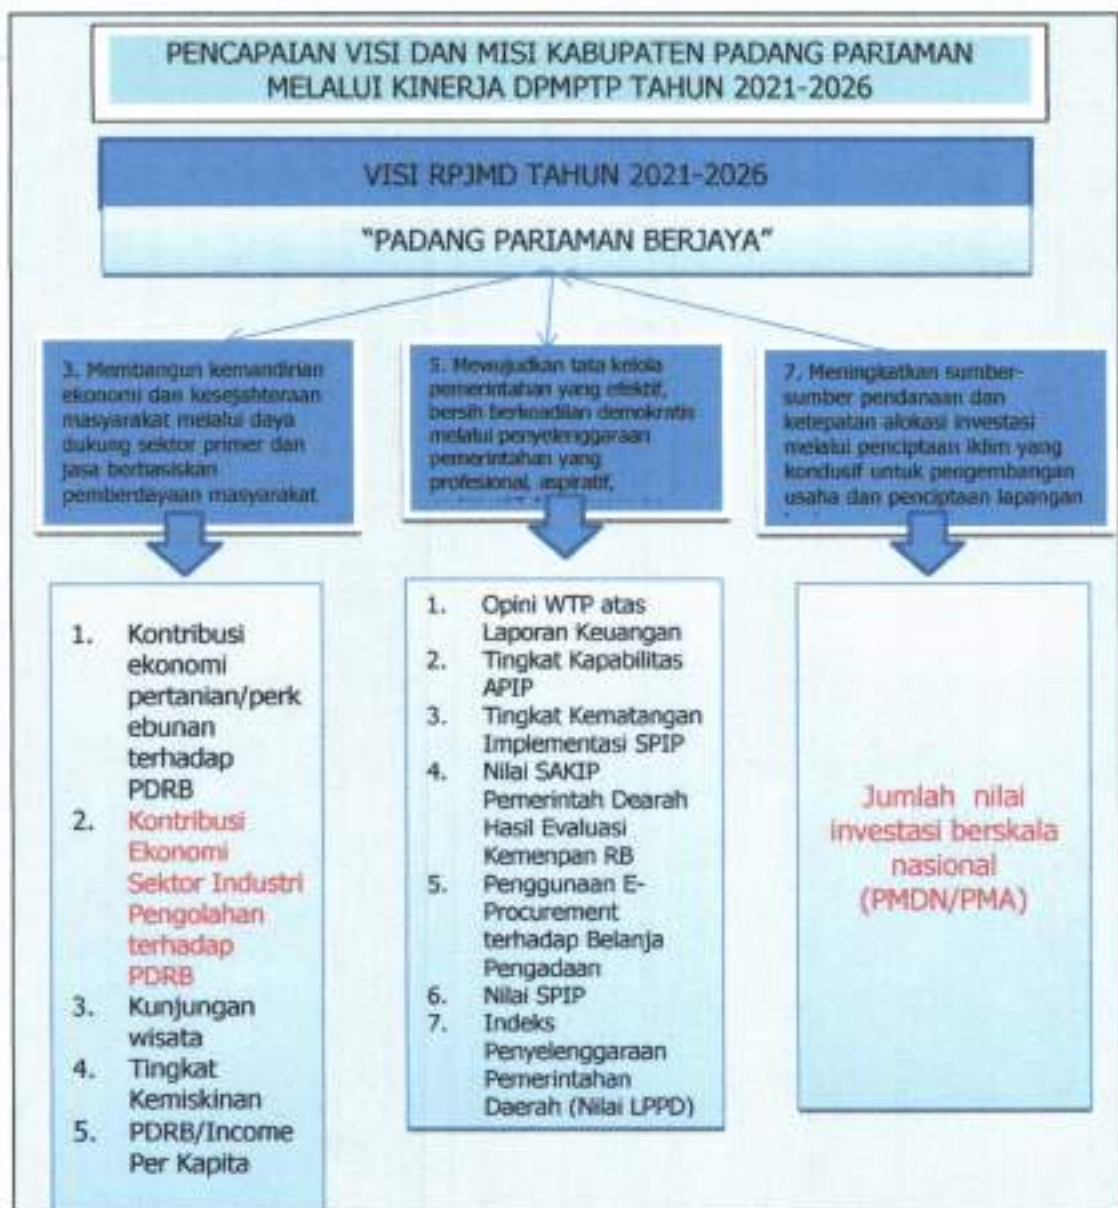 PENCAPAIAN VISI DAN MISI KABUPATEN PADANG PARIAMAN
MELALUI KINERJA DPMPTP TAHUN 2021-2026
VISI RPJMD TAHUN 2021-2026
"PADANG PARIAMAN BERJAYA"
3. Membangun kemandirian
ekonomi dan kesejahteraan
masyarakat melalui daya
dukung sektor primer dan
jasa berbasiskan
pemberdayaan masyarakat
5. Mewujudkan tata kelola
pemerintahan yang efektif,
bersih berkeadilan demokratis
melalui penyelenggaraan
pemerintahan yang
profesional, aspiratif,
7. Meningkatkan sumber-
sumber pendanaan dan
ketepatan alokasi investasi
melalui penciptaan iklim yang
kondusif untuk pengembangan
usaha dan penciptaan lapangan
1. Kontribusi
ekonomi
pertanian/perk
ebunan
terhadap
PDRB
2. Kontribusi
Ekonomi
Sektor Industri
Pengolahan
terhadap
PDRB
3. Kunjungan
wisata
4. Tingkat
Kemiskinan
5. PDRB/Income
Per Kapita
1. Opini WTP atas
Laporan Keuangan
2. Tingkat Kapabilitas
APIP
3. Tingkat Kematangan
Implementasi SPIP
4. Nilai SAKIP
Pemerintah Dearah
Hasil Evaluasi
Kemenpan RB
5. Penggunaan E-
Procurement
terhadap Belanja
Pengadaan
6. Nilai SPIP
7. Indeks
Penyelenggaraan
Pemerintahan
Daerah (Nilai LPPD)
Jumlah nilai
investasi berskala
nasional
(PMDN/PMA)